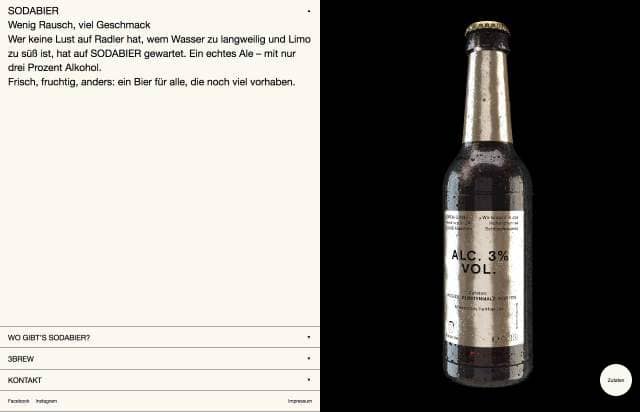 SODABIER
Wenig Rausch, viel Geschmack
Wer keine Lust auf Radler hat, wem Wasser zu langweilig und Limo
zu süß ist, hat auf SODABIER gewartet. Ein echtes Ale – mit nur
drei Prozent Alkohol.
Frisch, fruchtig, anders: ein Bier für alle, die noch viel vorhaben.
WO GIBT'S SODABIER?
3BREW
KONTAKT
Facebook Instagram Impressum
ALC. 3%
VOL.
Zutaten